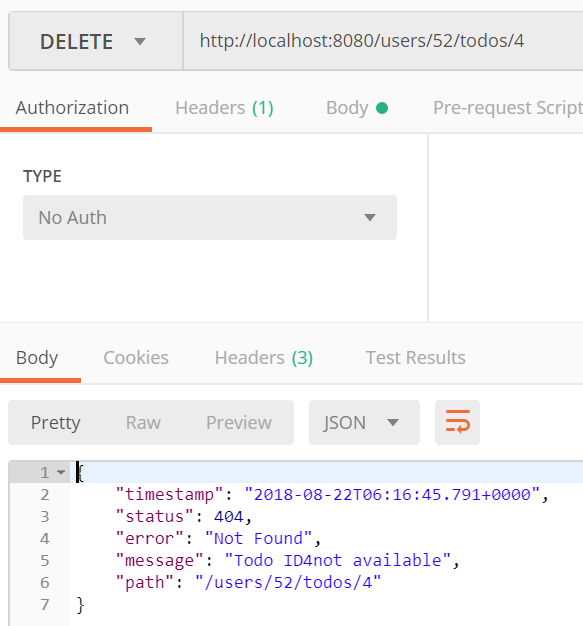 DELETE http://localhost:8080/users/52/todos/4
Authorization Headers (1) Body Pre-request Script
TYPE
No Auth
Body Cookies Headers (3) Test Results
Pretty Raw Preview JSON
1 {
2 "timestamp": "2018-08-22T06:16:45.791+0000",
3 "status": 404,
4 "error": "Not Found",
5 "message": "Todo ID4not available",
6 "path": "/users/52/todos/4"
7 }